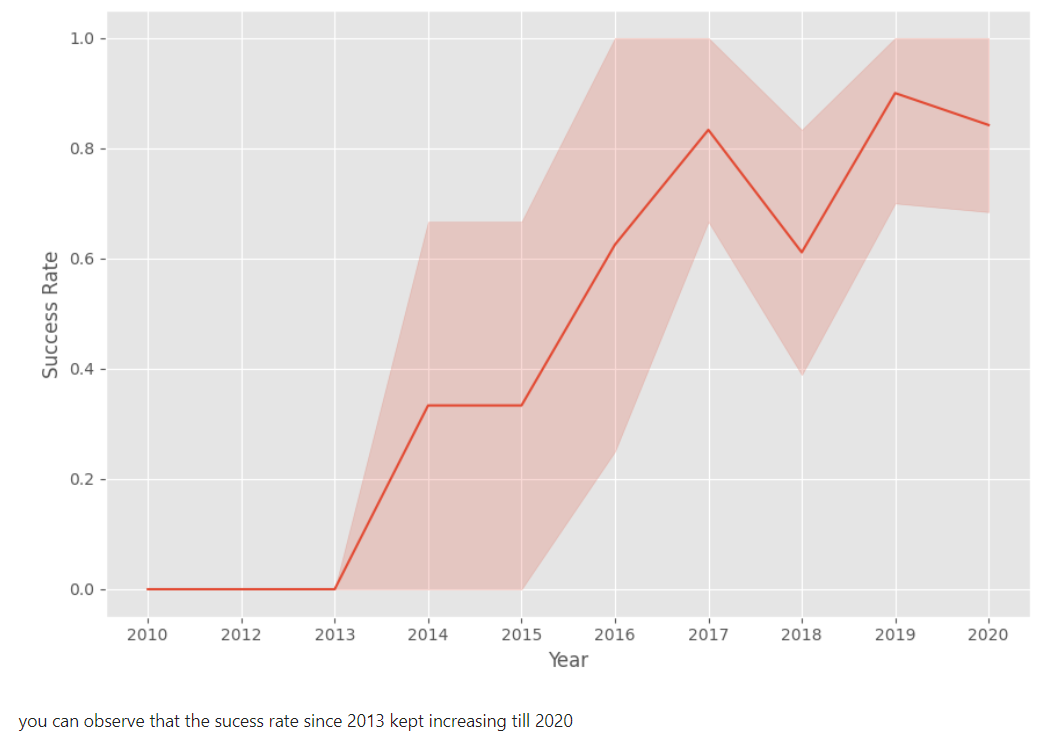 1.0
0.8
0.6
0.4
0.2
0.0
Success Rate
2010 2012 2013 2014 2015 2016 2017 2018 2019 2020
Year
you can observe that the sucess rate since 2013 kept increasing till 2020